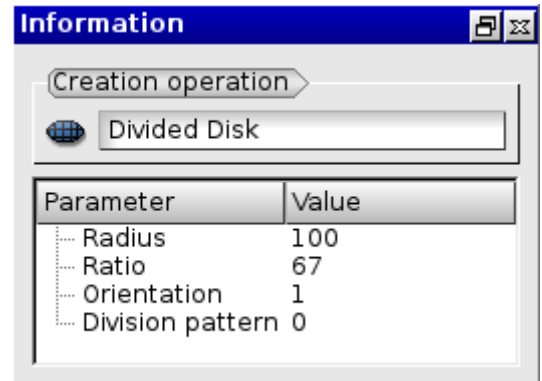 Information
Creation operation
Divided Disk
Parameter Value
Radius 100
Ratio 67
Orientation 1
Division pattern 0